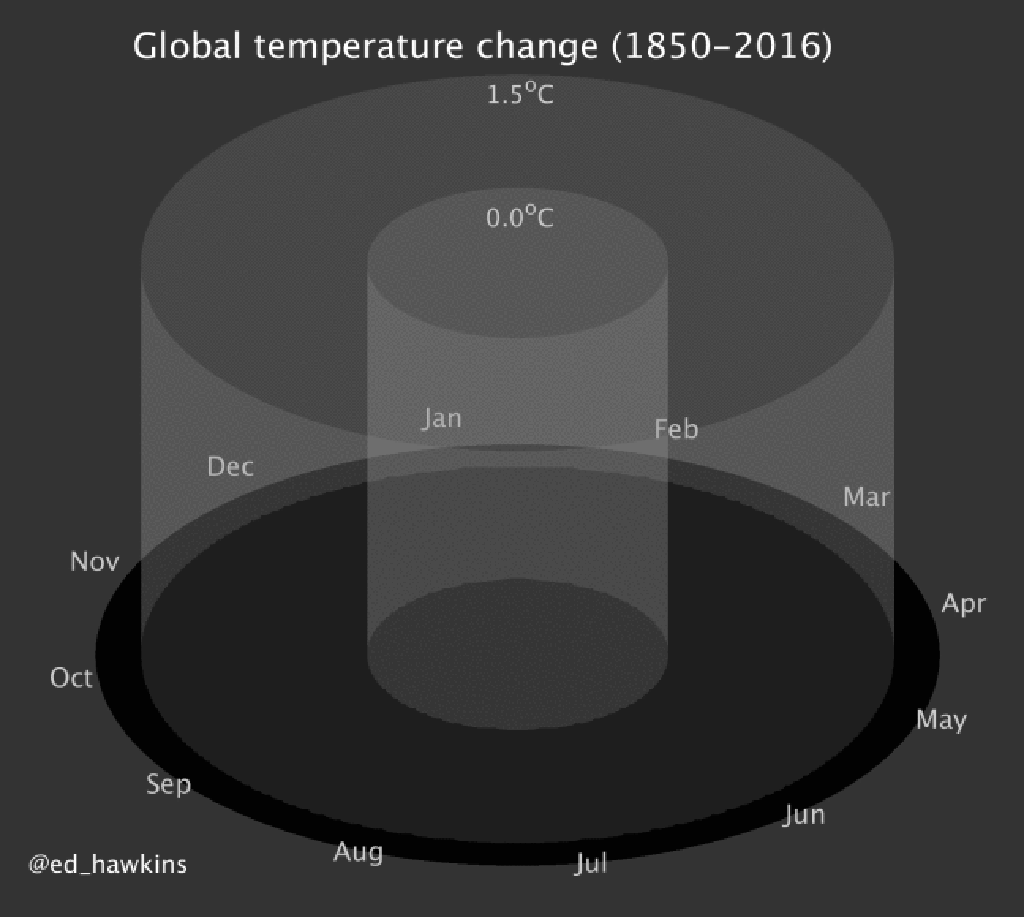 Global temperature change (1850–2016)
1.5°C
0.0°C
Jan
Feb
Dec
Mar
Nov
Apr
Oct
May
Sep
Jun
Aug
Jul
@ed_hawkins